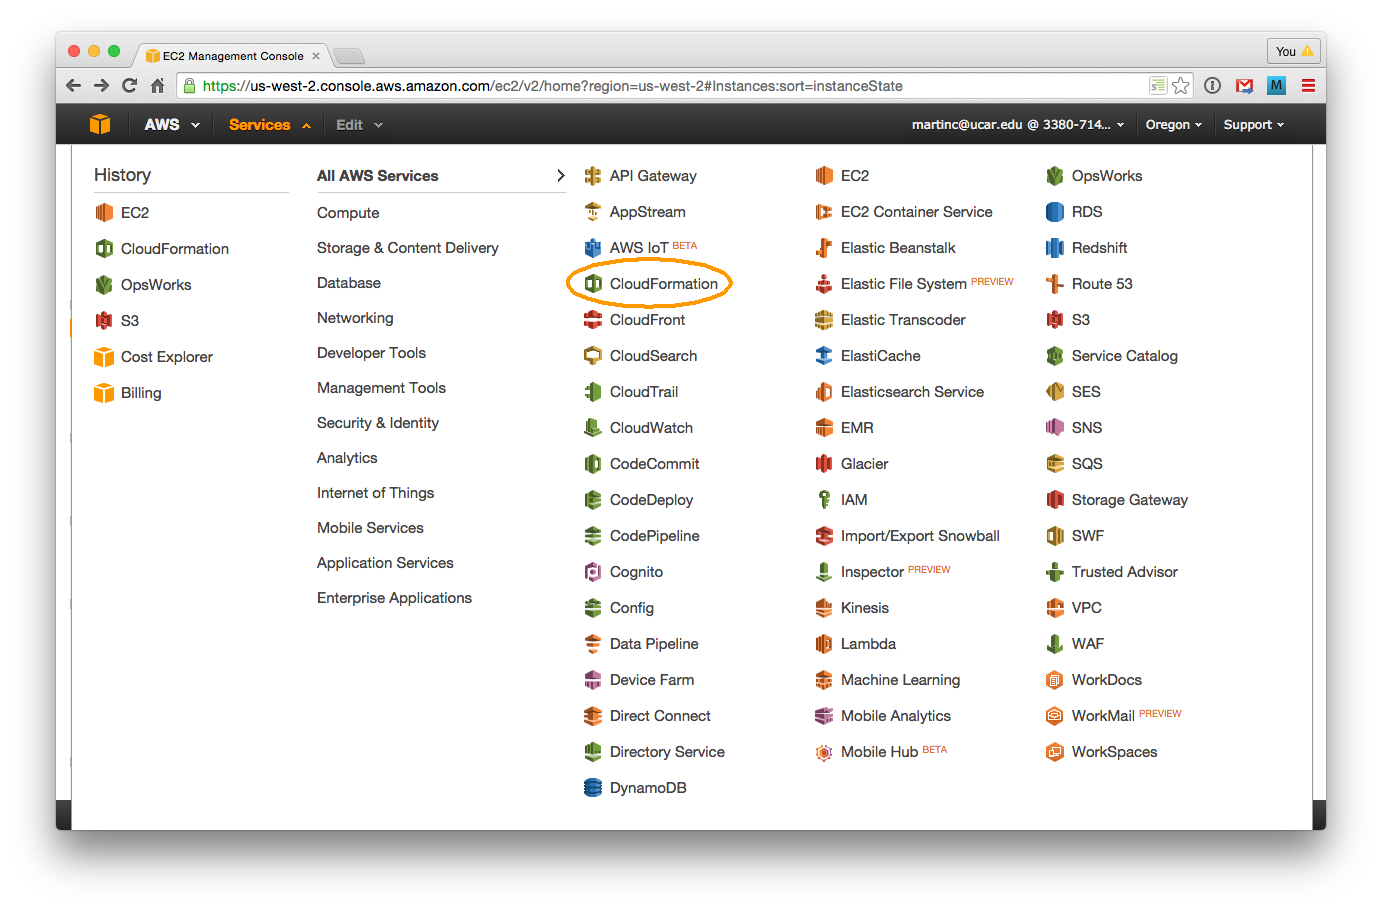 EC2 Management Console
You
https://us-west-2.console.aws.amazon.com/ec2/v2/home?region=us-west-2#Instances:sort=instanceState
M
AWS Services Edit martinc@ucar.edu @ 3380-714... Oregon Support
History
EC2
CloudFormation
OpsWorks
S3
Cost Explorer
Billing
All AWS Services
Compute
Storage & Content Delivery
Database
Networking
Developer Tools
Management Tools
Security & Identity
Analytics
Internet of Things
Mobile Services
Application Services
Enterprise Applications
API Gateway
AppStream
AWS IoT BETA
CloudFormation
CloudFront
CloudSearch
CloudTrail
CloudWatch
CodeCommit
CodeDeploy
CodePipeline
Cognito
Config
Data Pipeline
Device Farm
Direct Connect
Directory Service
DynamoDB
EC2
EC2 Container Service
Elastic Beanstalk
Elastic File System PREVIEW
Elastic Transcoder
ElastiCache
Elasticsearch Service
EMR
Glacier
IAM
Import/Export Snowball
Inspector PREVIEW
Kinesis
Lambda
Machine Learning
Mobile Analytics
Mobile Hub BETA
OpsWorks
RDS
Redshift
Route 53
S3
Service Catalog
SES
SNS
SQS
Storage Gateway
SWF
Trusted Advisor
VPC
WAF
WorkDocs
WorkMail PREVIEW
WorkSpaces